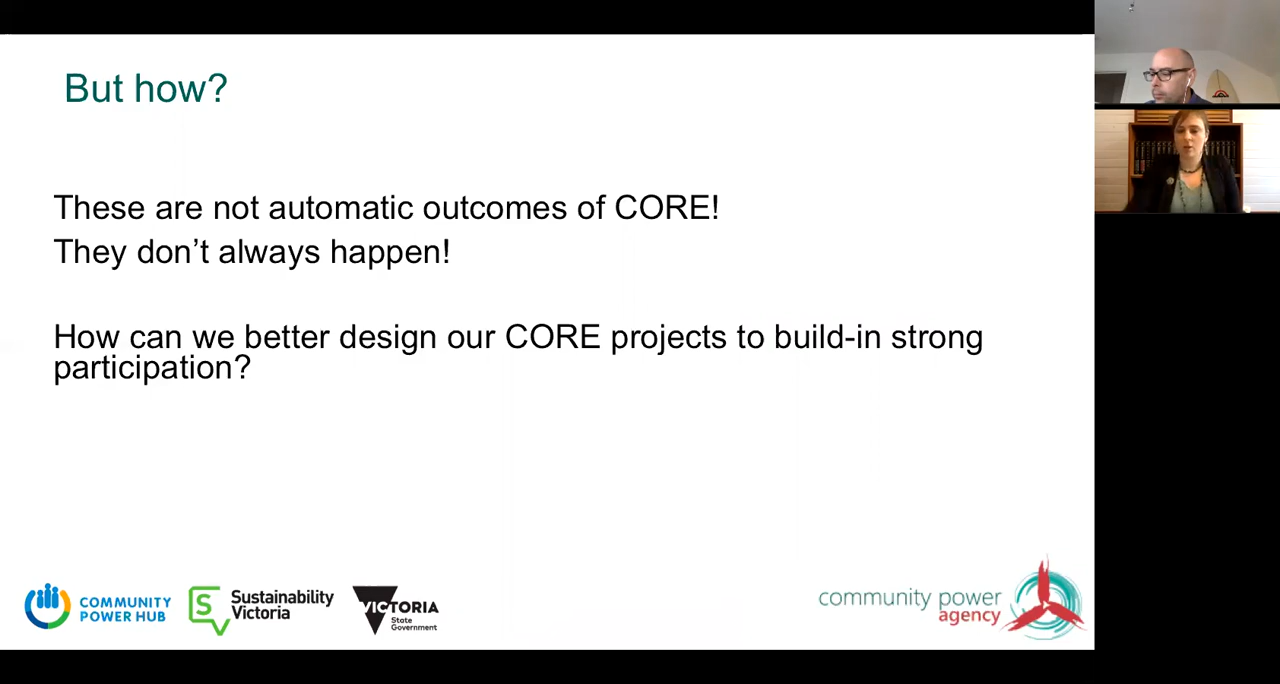 But how?
These are not automatic outcomes of CORE!
They don’t always happen!
How can we better design our CORE projects to build-in strong
participation?
COMMUNITY
POWER HUB
S
Sustainability
Victoria
VICTORIA
State
Government
community power
agency